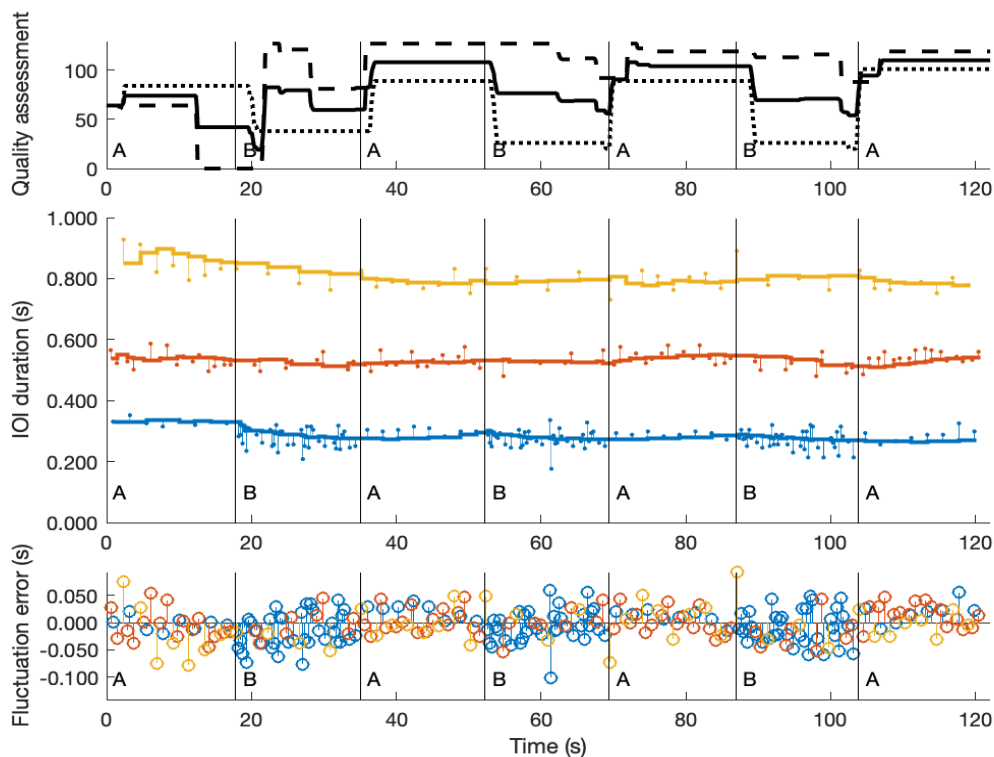 Quality assessment
100
50
0
A B A B A B A
0 20 40 60 80 100 120
IOI duration (s)
1.000
0.800
0.600
0.400
0.200
0.000
A B A B A B A
0 20 40 60 80 100 120
Fluctuation error (s)
0.050
0.000
-0.050
-0.100
A B A B A B A
0 20 40 60 80 100 120
Time (s)